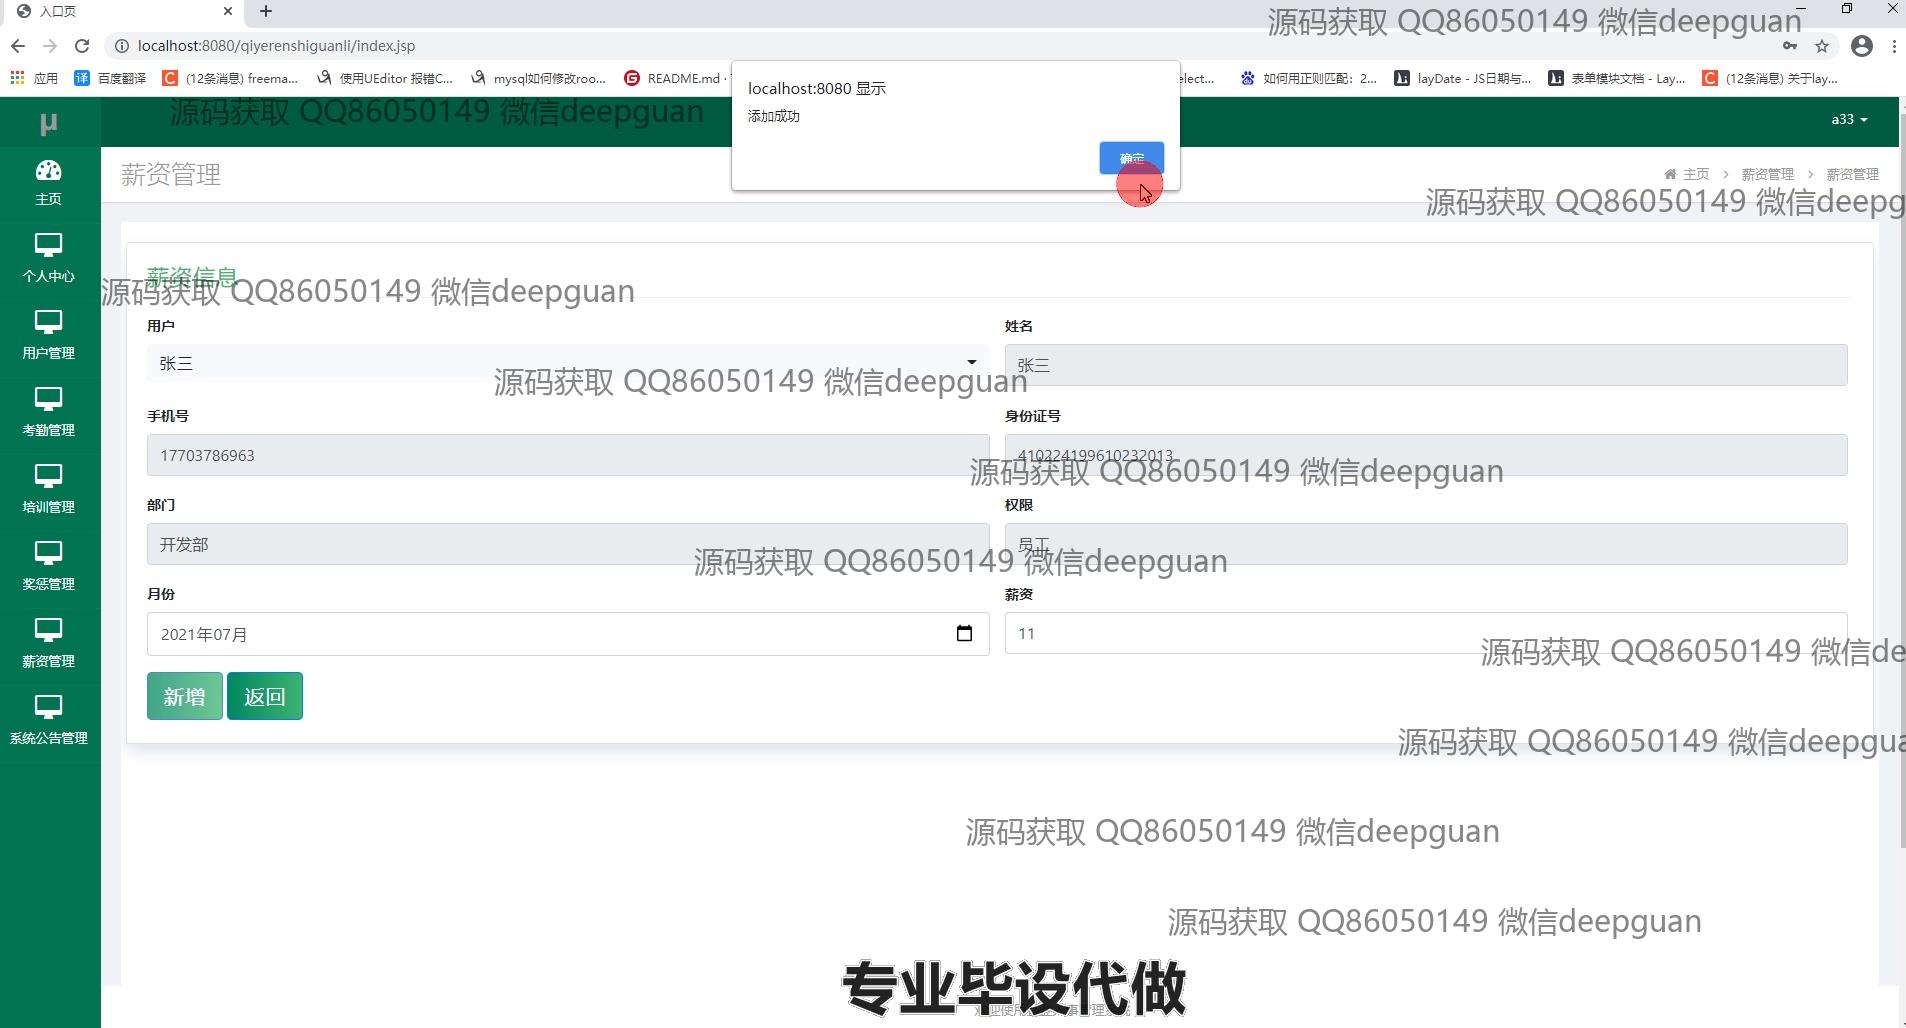 入口页
源码获取 QQ86050149 微信deepguan
localhost:8080/qiyerenshiguanli/index.jsp
应用
百度翻译
(12条消息) freema...
使用UEditor 报错C...
mysql如何修改roo...
README.md ·
elect...
如何用正则匹配：2...
layDate - JS日期与...
表单模块文档 - Lay...
(12条消息) 关于lay...
localhost:8080 显示
添加成功
确定
μ
源码获取 QQ86050149 微信deepguan
a33
主页
个人中心
用户管理
考勤管理
培训管理
奖惩管理
薪资管理
系统公告管理
薪资管理
主页 > 薪资管理 > 薪资管理
源码获取 QQ86050149 微信deepg
薪资信息
源码获取 QQ86050149 微信deepguan
用户
姓名
张三
张三
源码获取 QQ86050149 微信deepguan
手机号
身份证号
17703786963
410224199610232013
源码获取 QQ86050149 微信deepguan
部门
权限
开发部
员工
源码获取 QQ86050149 微信deepguan
月份
薪资
2021年07月
11
源码获取 QQ86050149 微信de
新增
返回
源码获取 QQ86050149 微信deepgua
源码获取 QQ86050149 微信deepguan
源码获取 QQ86050149 微信deepguan
专业毕设代做